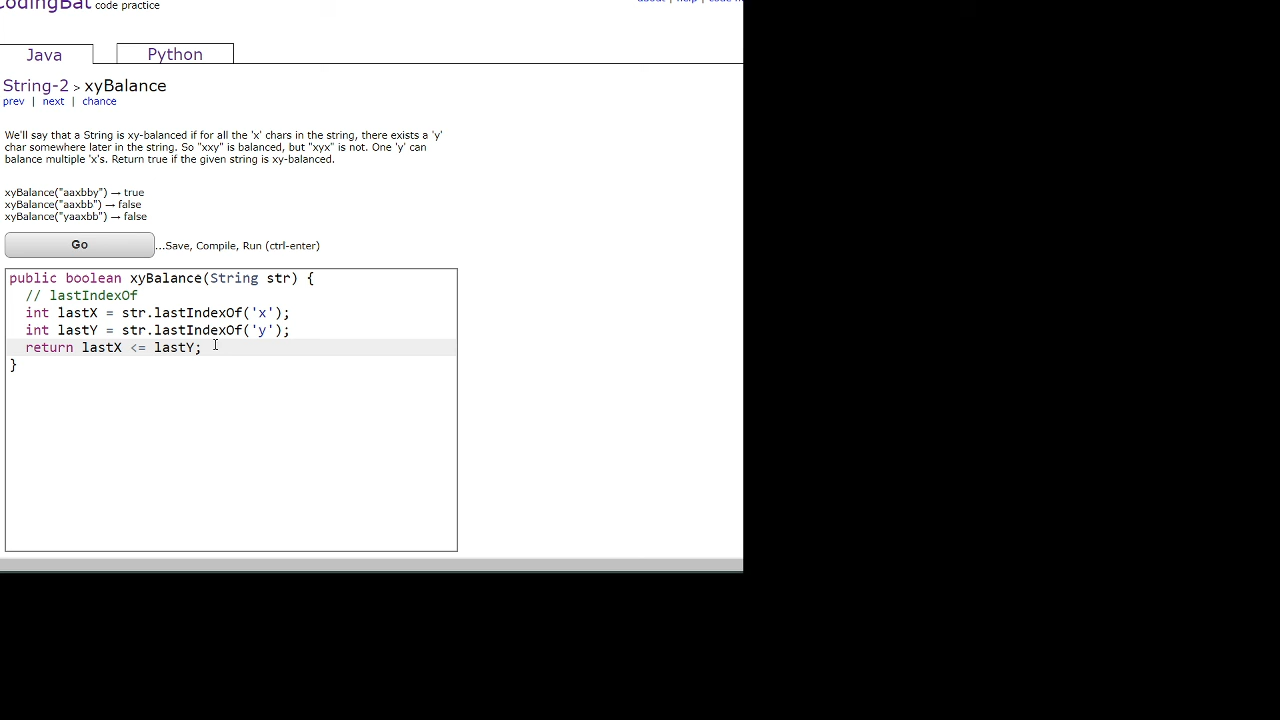 CodingBat code practice
about | help | code
Java
Python
String-2 > xyBalance
prev | next | chance
We'll say that a String is xy-balanced if for all the 'x' chars in the string, there exists a 'y'
char somewhere later in the string. So "xxy" is balanced, but "xyx" is not. One 'y' can
balance multiple 'x's. Return true if the given string is xy-balanced.
xyBalance("aaxbby") → true
xyBalance("aaxbb") → false
xyBalance("yaaxbb") → false
Go
...Save, Compile, Run (ctrl-enter)
public boolean xyBalance(String str) {
// lastIndexOf
int lastX = str.lastIndexOf('x');
int lastY = str.lastIndexOf('y');
return lastX <= lastY;
}